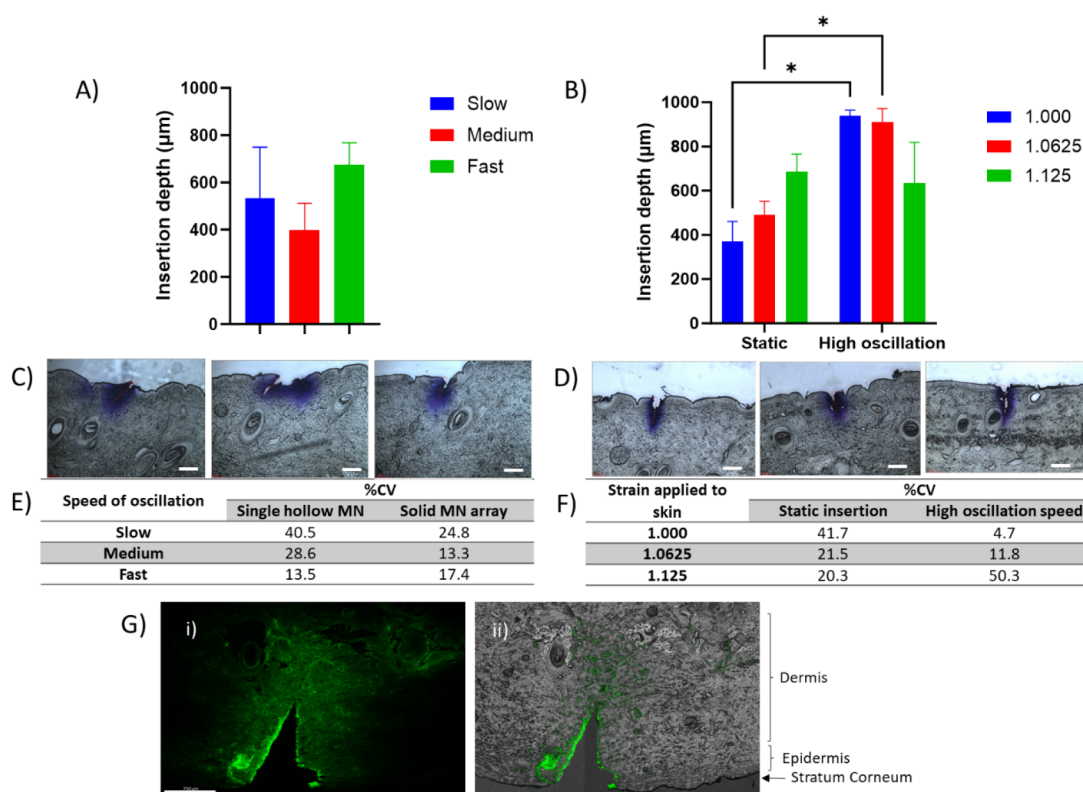 A)
Insertion depth (µm)
1000
800
600
400
200
0
Slow
Medium
Fast
B)
Insertion depth (µm)
1000
800
600
400
200
0
*
*
Static
High oscillation
1.000
1.0625
1.125
C)
D)
E)
Speed of oscillation
%CV
Single hollow MN
Solid MN array
Slow 40.5 24.8
Medium 28.6 13.3
Fast 13.5 17.4
F)
Strain applied to
skin
%CV
Static insertion
High oscillation speed
1.000 41.7 4.7
1.0625 21.5 11.8
1.125 20.3 50.3
G)
i)
ii)
Dermis
Epidermis
Stratum Corneum